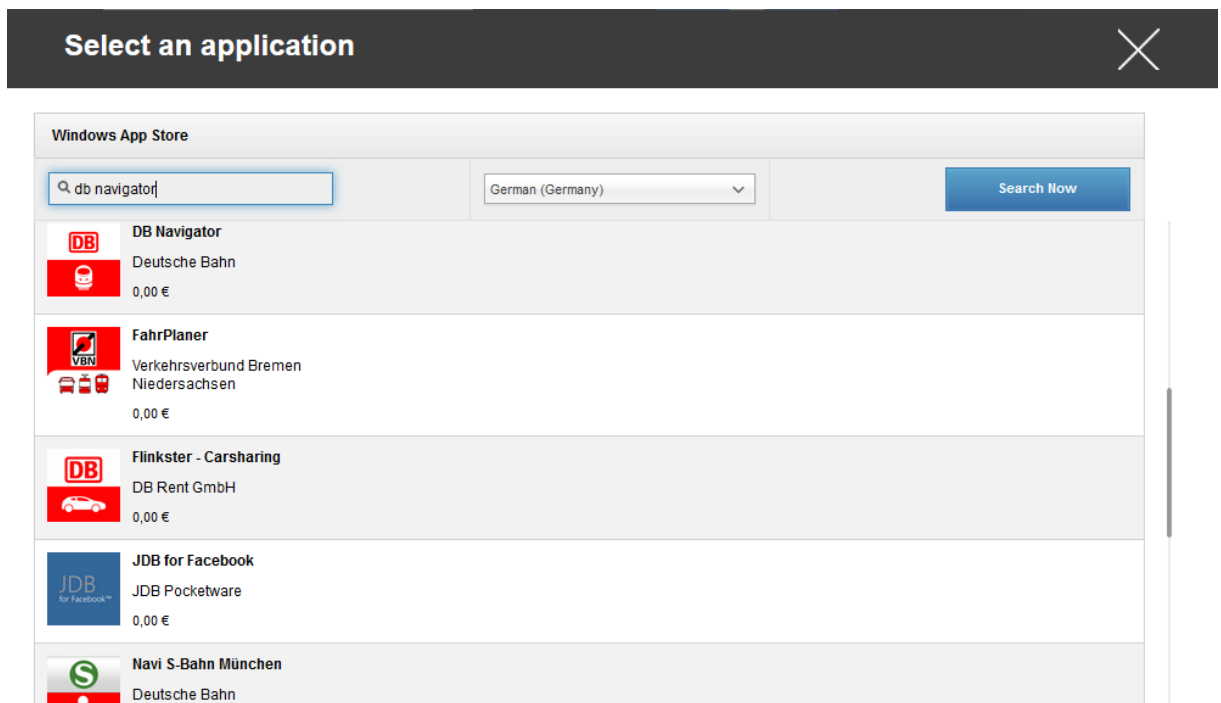 Select an application
Windows App Store
db navigator
German (Germany)
Search Now
DB
DB Navigator
Deutsche Bahn
0,00 €
VBN
FahrPlaner
Verkehrsverbund Bremen
Niedersachsen
0,00 €
DB
Flinkster - Carsharing
DB Rent GmbH
0,00 €
JDB
for Facebook™
JDB for Facebook
JDB Pocketware
0,00 €
S
Navi S-Bahn München
Deutsche Bahn